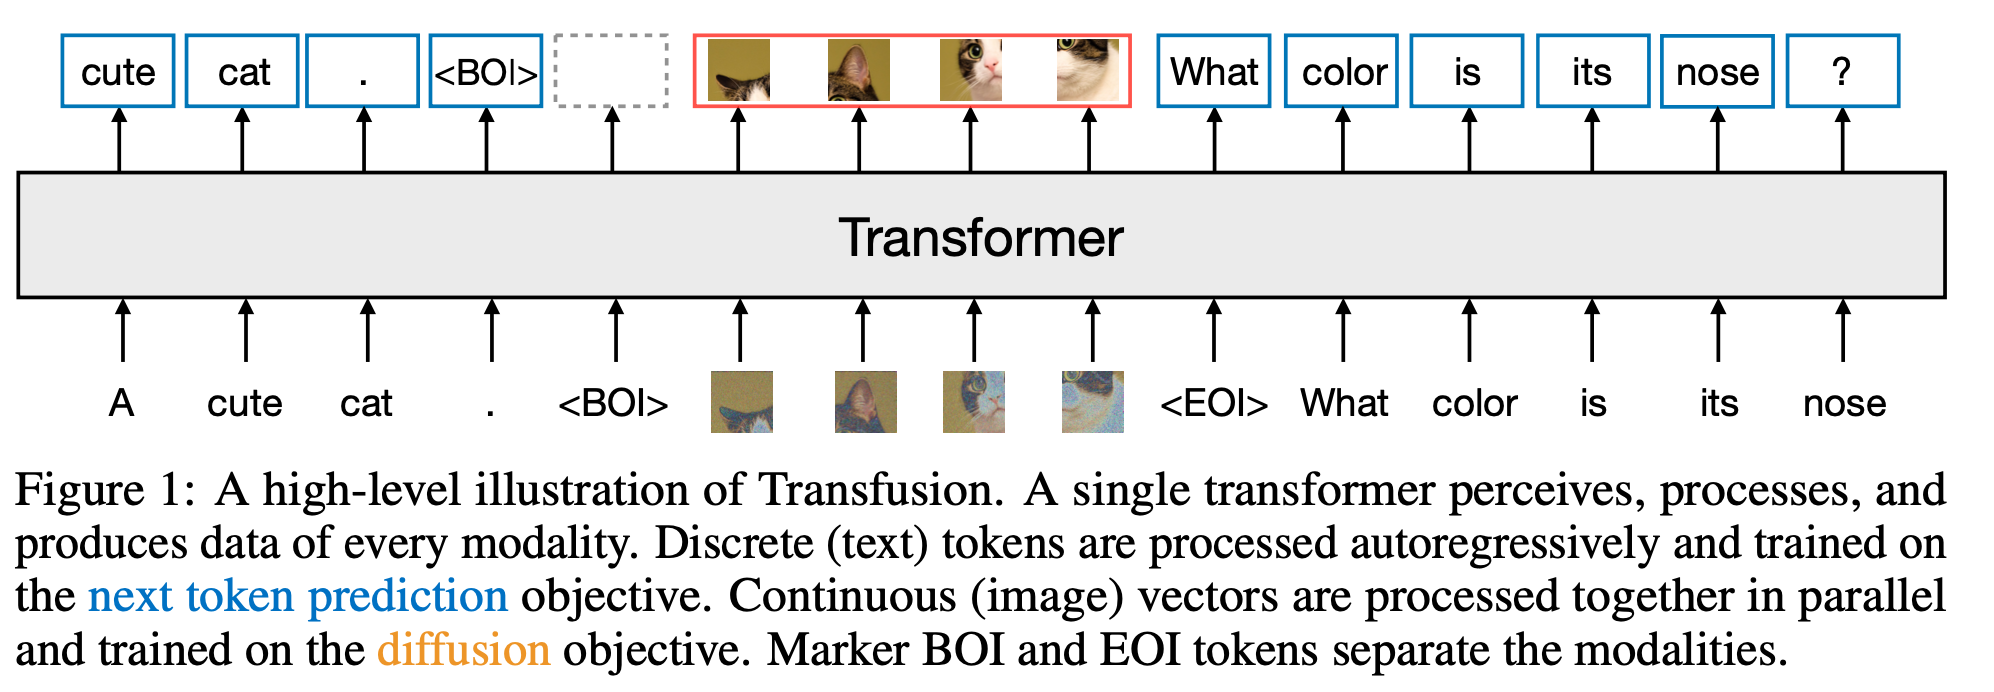 cute cat . <BOI> What color is its nose ?
Transformer
A cute cat . <BOI> <EOI> What color is its nose
Figure 1: A high-level illustration of Transfusion. A single transformer perceives, processes, and
produces data of every modality. Discrete (text) tokens are processed autoregressively and trained on
the next token prediction objective. Continuous (image) vectors are processed together in parallel
and trained on the diffusion objective. Marker BOI and EOI tokens separate the modalities.